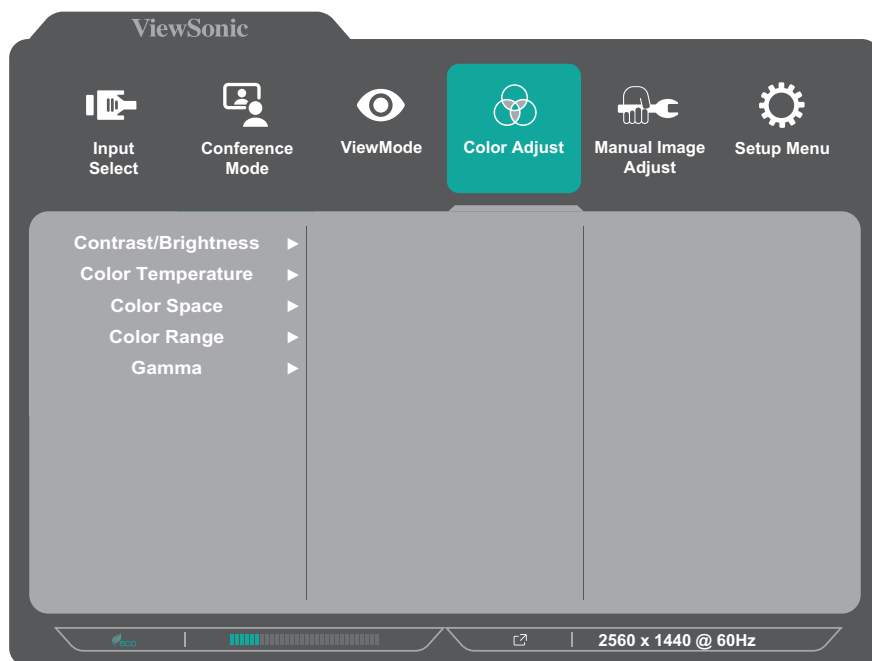 ViewSonic
Input
Select
Conference
Mode
ViewMode
Color Adjust
Manual Image
Adjust
Setup Menu
Contrast/Brightness
Color Temperature
Color Space
Color Range
Gamma
eco
2560 x 1440 @ 60Hz